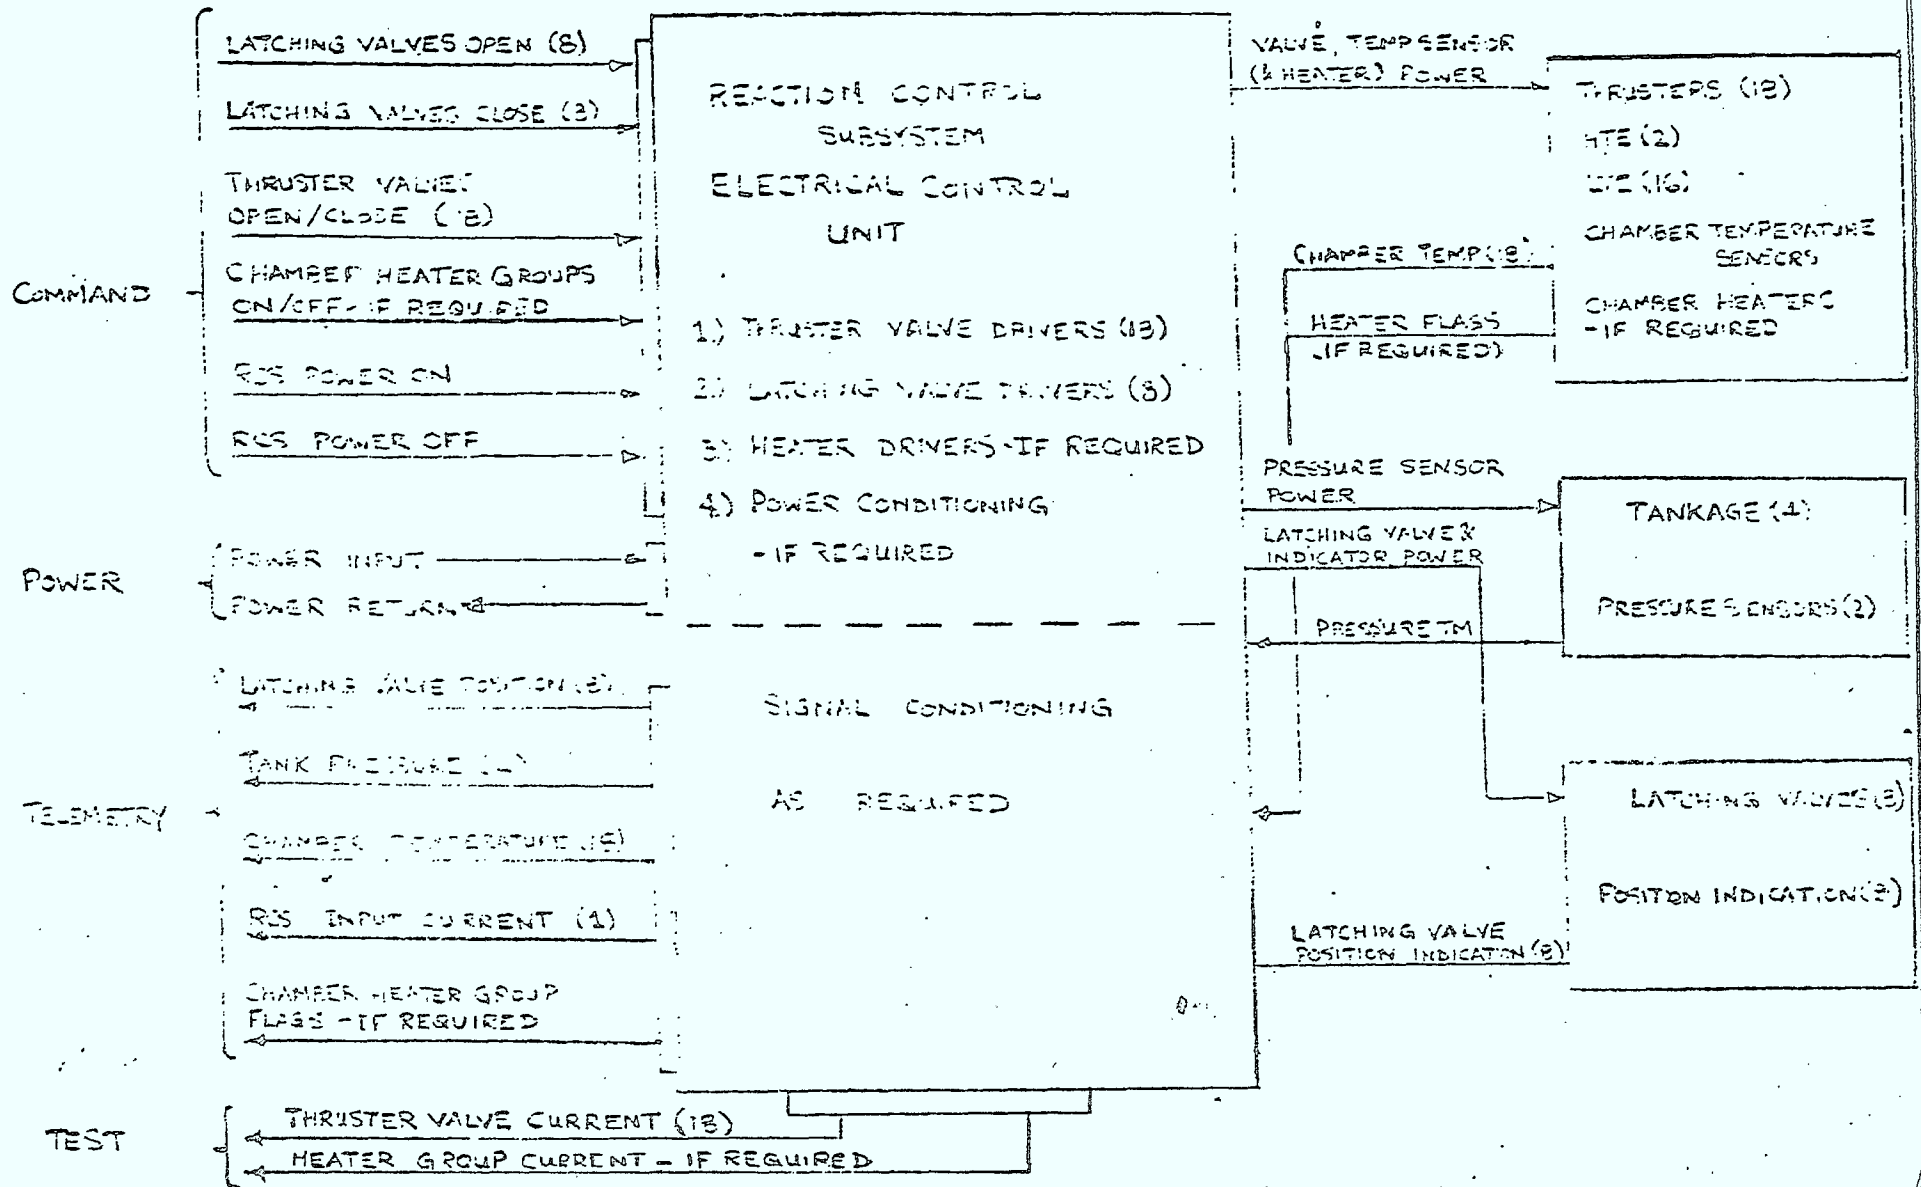 COMMAND
LATCHING VALVES OPEN (8)
LATCHING VALVES CLOSE (8)
THRUSTER VALVES
OPEN/CLOSE (18)
CHAMBER HEATER GROUPS
ON/OFF - IF REQUIRED
RCS POWER ON
RCS POWER OFF
POWER
POWER INPUT
POWER RETURN
TELEMETRY
LATCHING VALVE POSITION (8)
TANK PRESSURE
CHAMBER TEMPERATURE (18)
RCS INPUT CURRENT (1)
CHAMBER HEATER GROUP
FLAGS - IF REQUIRED
TEST
THRUSTER VALVE CURRENT (18)
HEATER GROUP CURRENT - IF REQUIRED
REACTION CONTROL
SUBSYSTEM
ELECTRICAL CONTROL
UNIT
1.) THRUSTER VALVE DRIVERS (18)
2.) LATCHING VALVE DRIVERS (8)
3.) HEATER DRIVERS - IF REQUIRED
4.) POWER CONDITIONING
- IF REQUIRED
SIGNAL CONDITIONING
AS REQUIRED
VALVE, TEMP SENSOR
(& HEATER) POWER
CHAMBER TEMP (18)
HEATER FLAGS
(IF REQUIRED)
PRESSURE SENSOR
POWER
LATCHING VALVE &
INDICATOR POWER
PRESSURE TM
LATCHING VALVE
POSITION INDICATION (8)
THRUSTERS (18)
HTE (2)
LTE (16)
CHAMBER TEMPERATURE
SENSORS
CHAMBER HEATERS
- IF REQUIRED
TANKAGE
PRESSURE SENSORS (2)
LATCHING VALVES (8)
POSITION INDICATION (8)